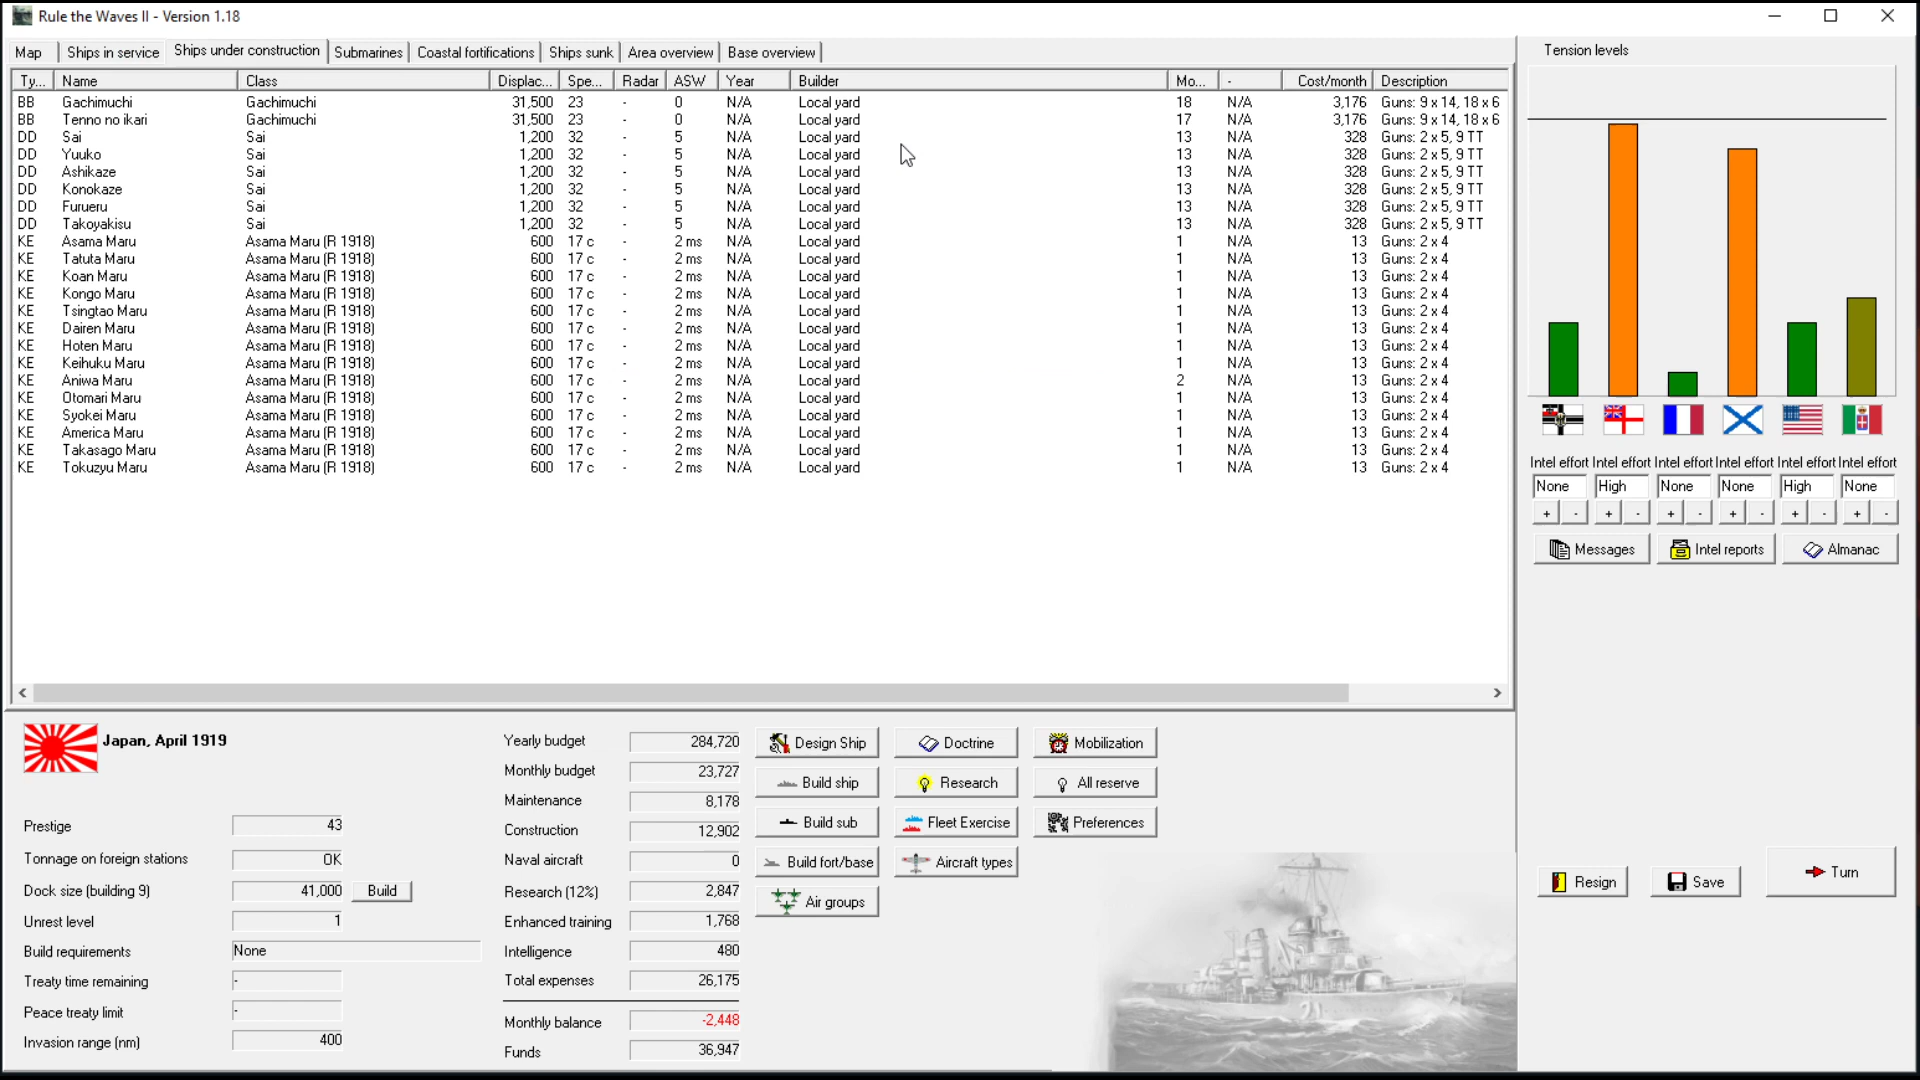 Rule the Waves II - Version 1.18
Map Ships in service Ships under construction Submarines Coastal fortifications Ships sunk Area overview Base overview
Ty... Name Class Displac... Spe... Radar ASW Year Builder Mo... - Cost/month Description
BB Gachimuchi Gachimuchi 31,500 23 - 0 N/A Local yard 18 N/A 3,176 Guns: 9 x 14, 18 x 6
BB Tenno no ikari Gachimuchi 31,500 23 - 0 N/A Local yard 17 N/A 3,176 Guns: 9 x 14, 18 x 6
DD Sai Sai 1,200 32 - 5 N/A Local yard 13 N/A 328 Guns: 2 x 5, 9 TT
DD Yuuko Sai 1,200 32 - 5 N/A Local yard 13 N/A 328 Guns: 2 x 5, 9 TT
DD Ashikaze Sai 1,200 32 - 5 N/A Local yard 13 N/A 328 Guns: 2 x 5, 9 TT
DD Konokaze Sai 1,200 32 - 5 N/A Local yard 13 N/A 328 Guns: 2 x 5, 9 TT
DD Furueru Sai 1,200 32 - 5 N/A Local yard 13 N/A 328 Guns: 2 x 5, 9 TT
DD Takoyakisu Sai 1,200 32 - 5 N/A Local yard 13 N/A 328 Guns: 2 x 5, 9 TT
KE Asama Maru Asama Maru (R 1918) 600 17 c - 2 ms N/A Local yard 1 N/A 13 Guns: 2 x 4
KE Tatuta Maru Asama Maru (R 1918) 600 17 c - 2 ms N/A Local yard 1 N/A 13 Guns: 2 x 4
KE Koan Maru Asama Maru (R 1918) 600 17 c - 2 ms N/A Local yard 1 N/A 13 Guns: 2 x 4
KE Kongo Maru Asama Maru (R 1918) 600 17 c - 2 ms N/A Local yard 1 N/A 13 Guns: 2 x 4
KE Tsingtao Maru Asama Maru (R 1918) 600 17 c - 2 ms N/A Local yard 1 N/A 13 Guns: 2 x 4
KE Dairen Maru Asama Maru (R 1918) 600 17 c - 2 ms N/A Local yard 1 N/A 13 Guns: 2 x 4
KE Hoten Maru Asama Maru (R 1918) 600 17 c - 2 ms N/A Local yard 1 N/A 13 Guns: 2 x 4
KE Keihuku Maru Asama Maru (R 1918) 600 17 c - 2 ms N/A Local yard 1 N/A 13 Guns: 2 x 4
KE Aniwa Maru Asama Maru (R 1918) 600 17 c - 2 ms N/A Local yard 2 N/A 13 Guns: 2 x 4
KE Otomari Maru Asama Maru (R 1918) 600 17 c - 2 ms N/A Local yard 1 N/A 13 Guns: 2 x 4
KE Syokei Maru Asama Maru (R 1918) 600 17 c - 2 ms N/A Local yard 1 N/A 13 Guns: 2 x 4
KE America Maru Asama Maru (R 1918) 600 17 c - 2 ms N/A Local yard 1 N/A 13 Guns: 2 x 4
KE Takasago Maru Asama Maru (R 1918) 600 17 c - 2 ms N/A Local yard 1 N/A 13 Guns: 2 x 4
KE Tokuzyu Maru Asama Maru (R 1918) 600 17 c - 2 ms N/A Local yard 1 N/A 13 Guns: 2 x 4
Tension levels
Intel effort Intel effort Intel effort Intel effort Intel effort Intel effort
None High None None High None
+ - + - + - + - + - + -
Messages Intel reports Almanac
Japan, April 1919
Prestige 43
Tonnage on foreign stations OK
Dock size (building 9) 41,000 Build
Unrest level 1
Build requirements None
Treaty time remaining -
Peace treaty limit -
Invasion range (nm) 400
Yearly budget 284,720
Monthly budget 23,727
Maintenance 8,178
Construction 12,902
Naval aircraft 0
Research (12%) 2,847
Enhanced training 1,768
Intelligence 480
Total expenses 26,175
Monthly balance -2,448
Funds 36,947
Design Ship Doctrine Mobilization
Build ship Research All reserve
Build sub Fleet Exercise Preferences
Build fort/base Aircraft types
Air groups
Resign Save Turn